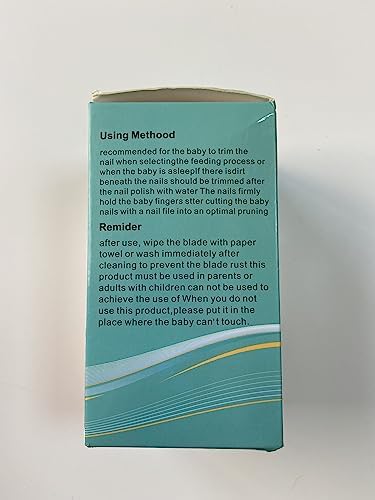 Using Methood
recommended for the baby to trim the
nail when selectingthe feeding process or
when the baby is asleepIf there isdirt
beneath the nails should be trimmed after
the nail polish with water The nails firmly
hold the baby fingers stter cutting the baby
nails with a nail file into an optimal pruning
Remider
after use, wipe the blade with paper
towel or wash immediately after
cleaning to prevent the blade rust this
product must be used in parents or
adults with children can not be used to
achieve the use of When you do not
use this product,please put it in the
place where the baby can't touch.